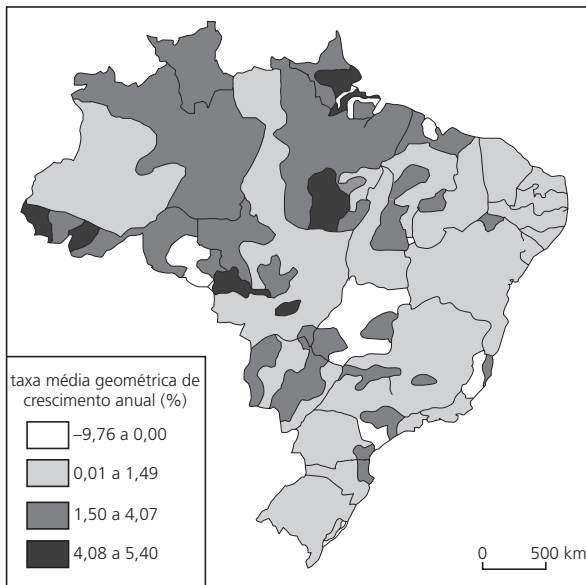 taxa média geométrica de
crescimento anual (%)
–9,76 a 0,00
0,01 a 1,49
1,50 a 4,07
4,08 a 5,40
0 500 km